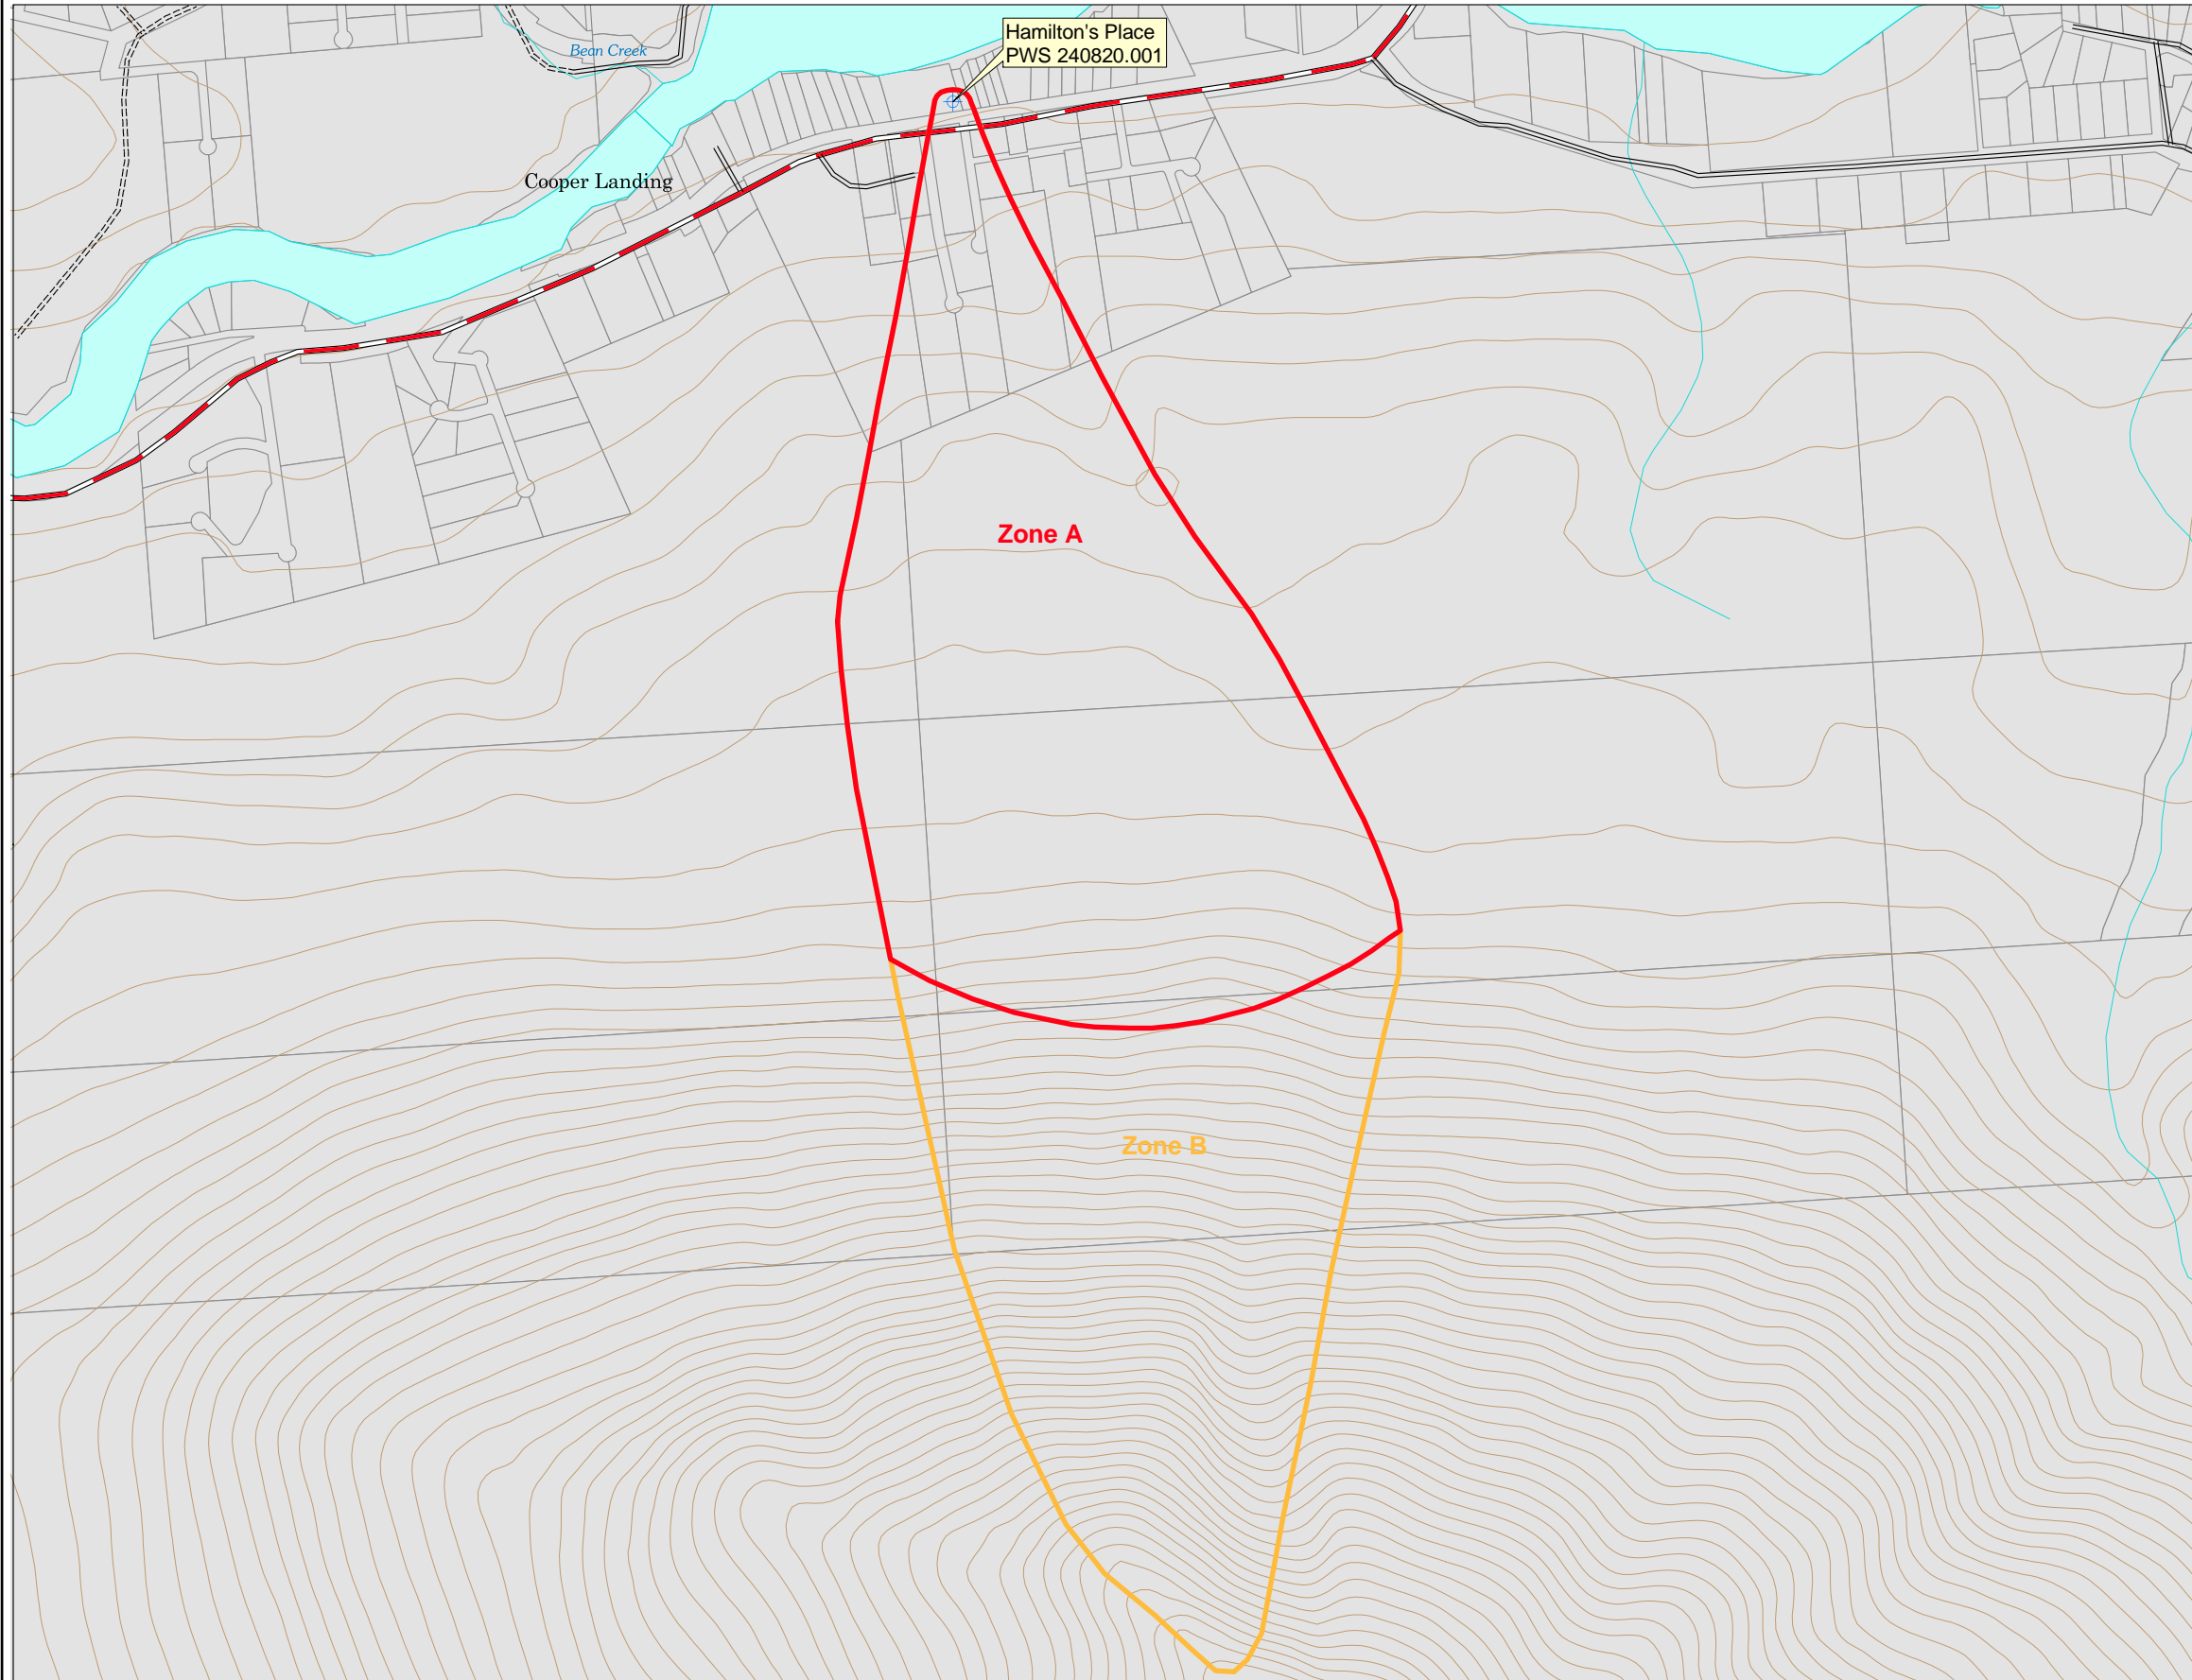 Hamilton's Place
PWS 240820.001
Bean Creek
Cooper Landing
Zone A
Zone B